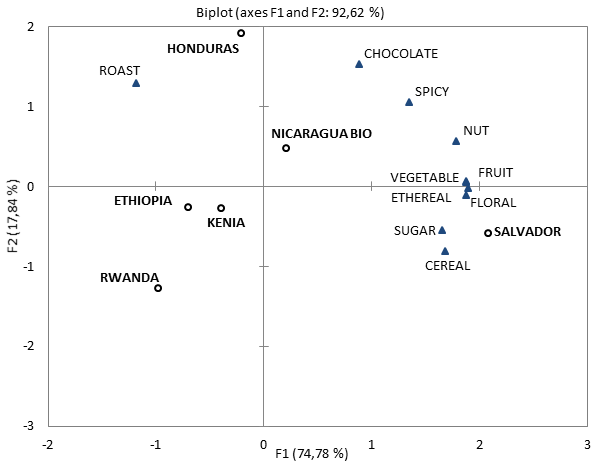 Biplot (axes F1 and F2: 92,62 %)
2
HONDURAS
CHOCOLATE
ROAST
SPICY
1
NICARAGUA BIO
NUT
VEGETABLE
FRUIT
0
ETHEREAL
FLORAL
ETHIOPIA
KENIA
SUGAR
SALVADOR
CEREAL
-1
RWANDA
-2
-3
F2 (17,84 %)
-2
-1
0
1
2
3
F1 (74,78 %)